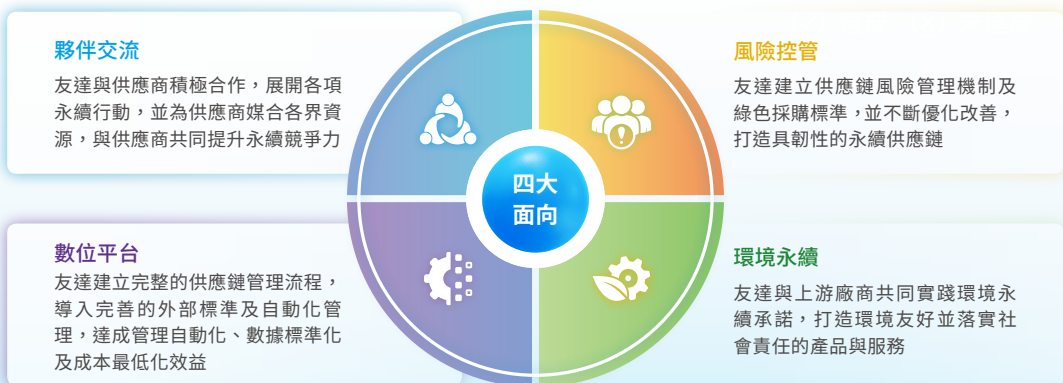 夥伴交流
友達與供應商積極合作，展開各項
永續行動，並為供應商媒合各界資
源，與供應商共同提升永續競爭力
風險控管
友達建立供應鏈風險管理機制及
綠色採購標準，並不斷優化改善，
打造具韌性的永續供應鏈
四大
面向
數位平台
友達建立完整的供應鏈管理流程，
導入完善的外部標準及自動化管
理，達成管理自動化、數據標準化
及成本最低化效益
環境永續
友達與上游廠商共同實踐環境永
續承諾，打造環境友好並落實社
會責任的產品與服務